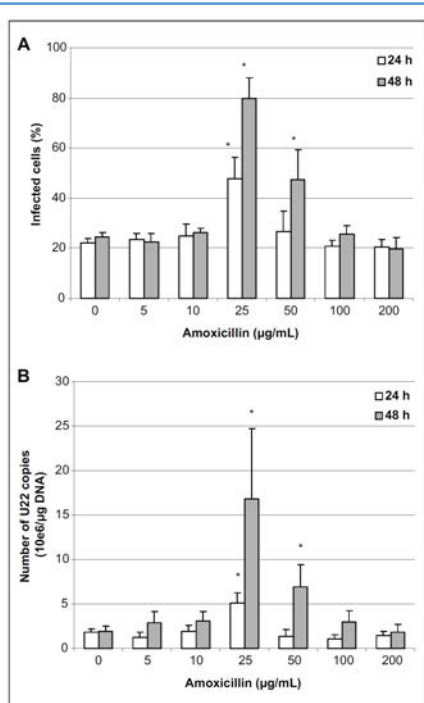 A
100
80
60
40
20
0
Infected cells (%)
24 h
48 h
* * *
0 5 10 25 50 100 200
Amoxicillin (µg/mL)
B
30
25
20
15
10
5
0
Number of U22 copies
(10e6/µg DNA)
24 h
48 h
* * *
0 5 10 25 50 100 200
Amoxicillin (µg/mL)